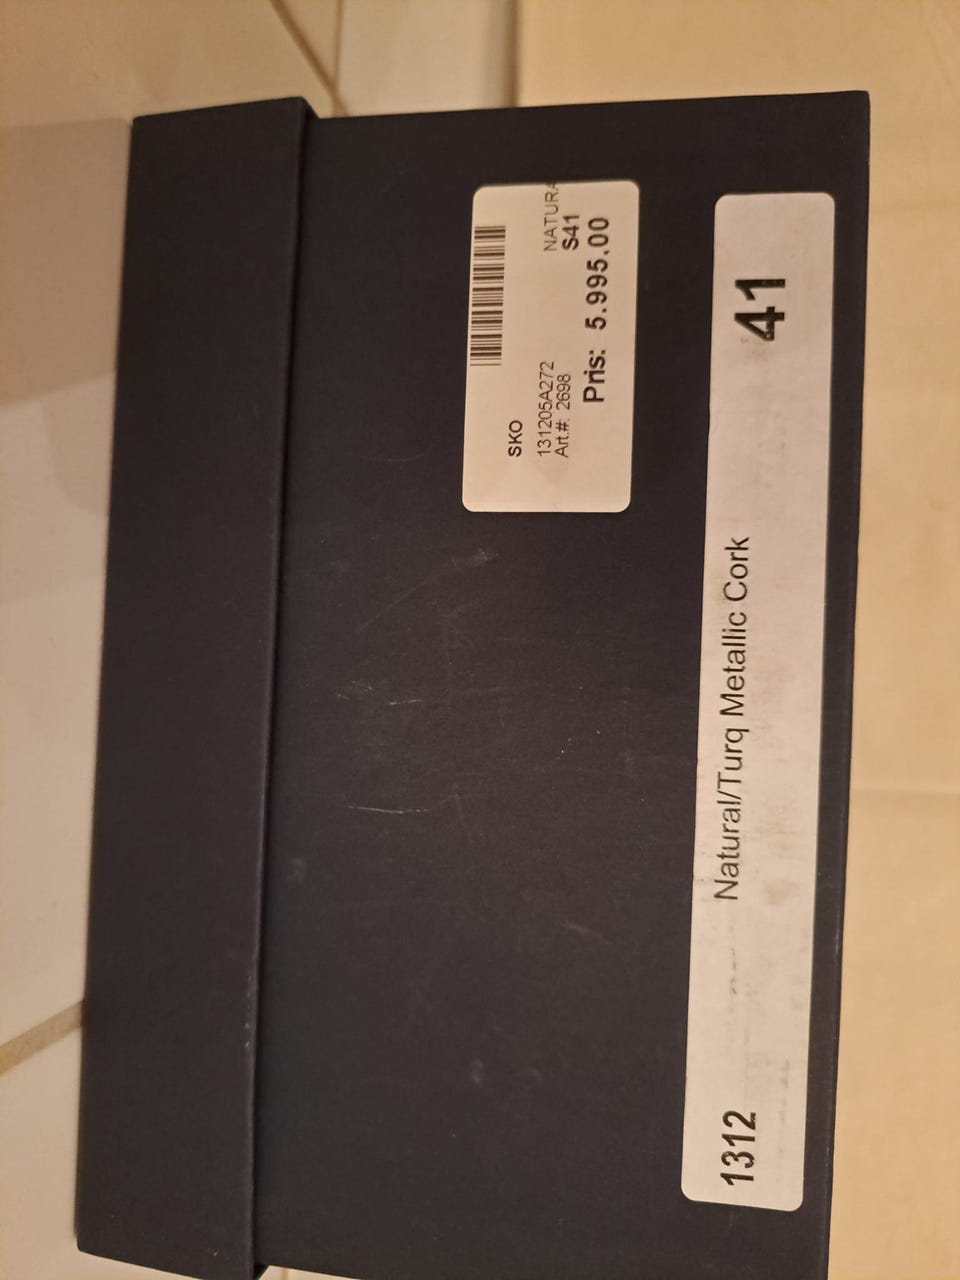 SKO
131205A272 NATURA
Art.#: 2698 S41
Pris: 5.995.00
1312 Natural/Turq Metallic Cork 41